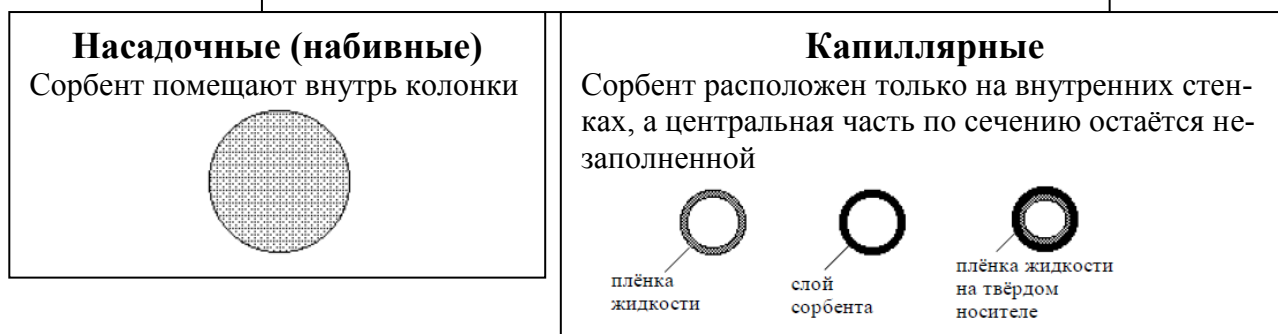 Насадочные (набивные)
Сорбент помещают внутрь колонки
Капиллярные
Сорбент расположен только на внутренних стен-
ках, а центральная часть по сечению остаётся не-
заполненной
плёнка
жидкости
слой
сорбента
плёнка жидкости
на твёрдом
носителе